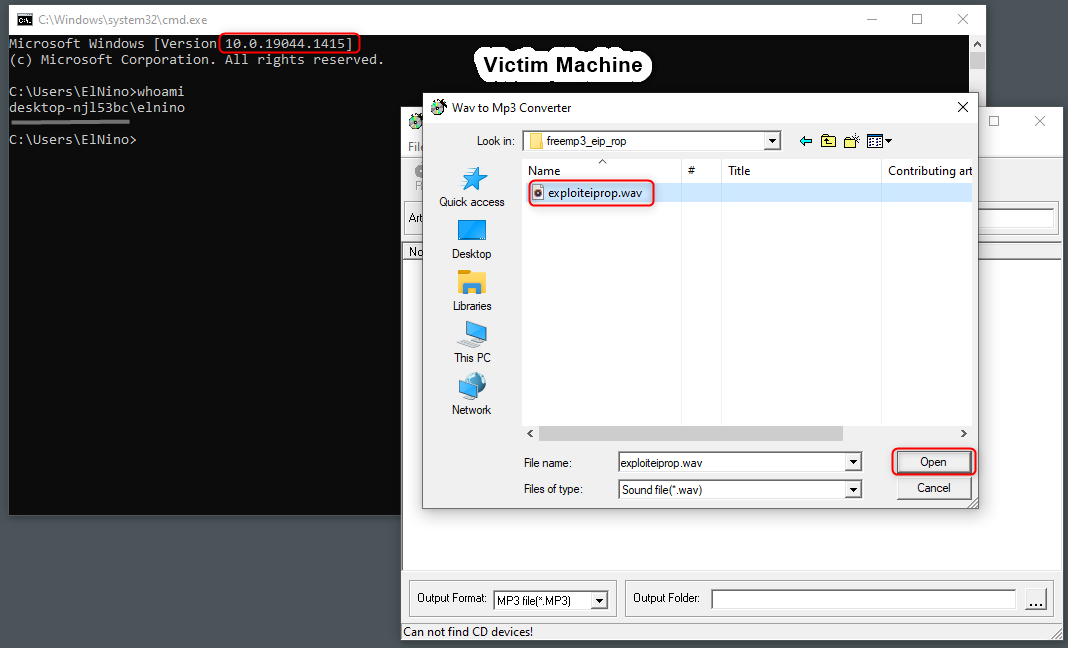 C:\Windows\system32\cmd.exe
Microsoft Windows [Version 10.0.19044.1415]
(c) Microsoft Corporation. All rights reserved.
C:\Users\ElNino>whoami
desktop-njl53bc\elnino
C:\Users\ElNino>
Victim Machine
Wav to Mp3 Converter
Look in:
freemp3_eip_rop
Name
#
Title
Contributing art
exploiteiprop.wav
Quick access
Desktop
Libraries
This PC
Network
File name:
exploiteiprop.wav
Open
Files of type:
Sound file(*.wav)
Cancel
File
Art
No
Output Format:
MP3 file(*.MP3)
Output Folder:
...
Can not find CD devices!